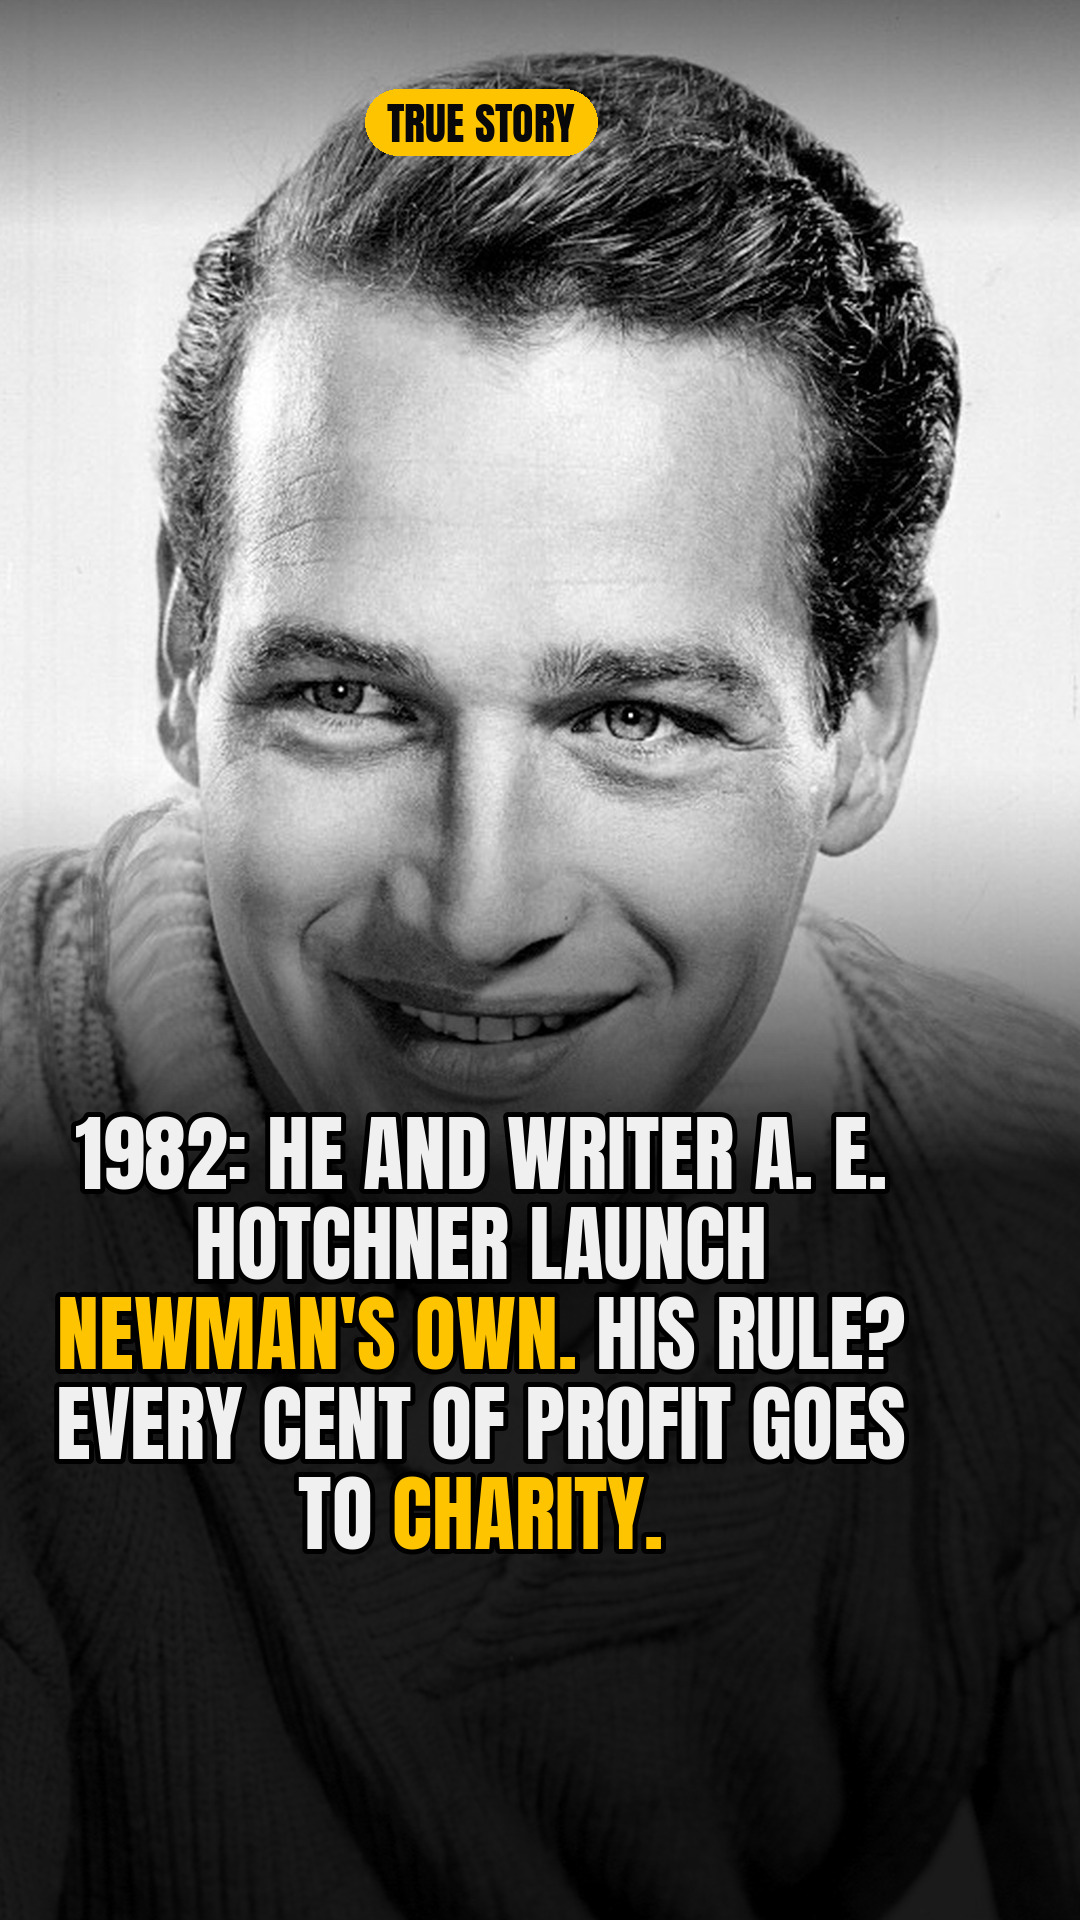 TRUE STORY
1982: HE AND WRITER A. E.
HOTCHNER LAUNCH
NEWMAN'S OWN. HIS RULE?
EVERY CENT OF PROFIT GOES
TO CHARITY.